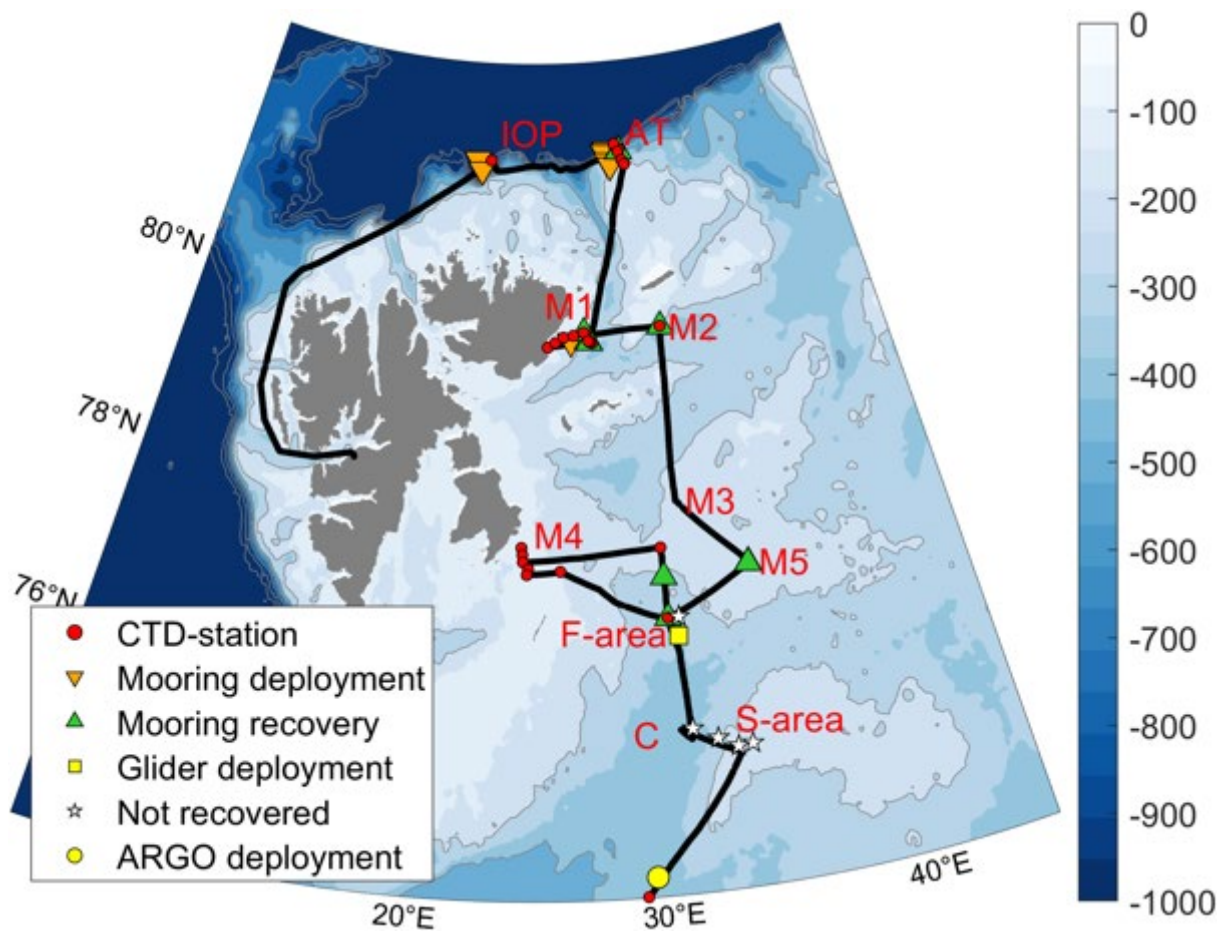 IOP
AT
80°N
M1
M2
78°N
M3
M4
M5
76°N
F-area
S-area
C
CTD-station
Mooring deployment
Mooring recovery
Glider deployment
Not recovered
ARGO deployment
20°E
30°E
40°E
0
-100
-200
-300
-400
-500
-600
-700
-800
-900
-1000